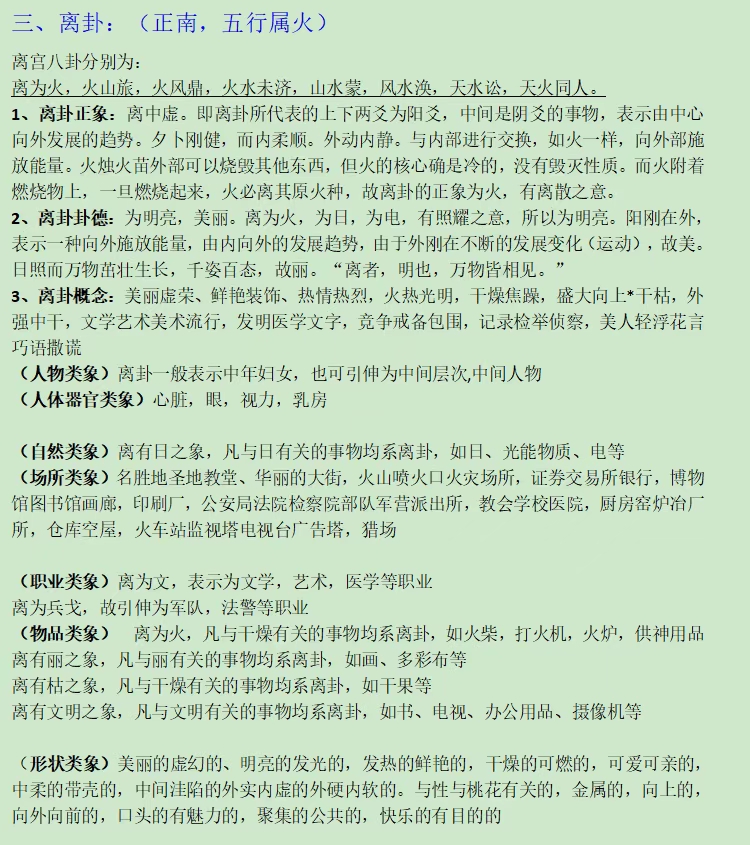 三、离卦：（正南，五行属火）
离宫八卦分别为：
离为火，火山旅，火风鼎，火水未济，山水蒙，风水涣，天水讼，天火同人。
1、离卦正象：离中虚。即离卦所代表的上下两爻为阳爻，中间是阴爻的事物，表示由中心
向外发展的趋势。夕卜刚健，而内柔顺。外动内静。与内部进行交换，如火一样，向外部施
放能量。火烛火苗外部可以烧毁其他东西，但火的核心确是冷的，没有毁灭性质。而火附着
燃烧物上，一旦燃烧起来，火必离其原火种，故离卦的正象为火，有离散之意。
2、离卦卦德：为明亮，美丽。离为火，为日，为电，有照耀之意，所以为明亮。阳刚在外，
表示一种向外施放能量，由内向外的发展趋势，由于外刚在不断的发展变化（运动），故美。
日照而万物茁壮生长，千姿百态，故丽。“离者，明也，万物皆相见。”
3、离卦概念：美丽虚荣、鲜艳装饰、热情热烈，火热光明，干燥焦躁，盛大向上*干枯，外
强中干，文学艺术美术流行，发明医学文字，竞争戒备包围，记录检举侦察，美人轻浮花言
巧语撒谎
（人物类象）离卦一般表示中年妇女，也可引伸为中间层次,中间人物
（人体器官类象）心脏，眼，视力，乳房
（自然类象）离有日之象，凡与日有关的事物均系离卦，如日、光能物质、电等
（场所类象）名胜地圣地教堂、华丽的大街，火山喷火口火灾场所，证券交易所银行，博物
馆图书馆画廊，印刷厂，公安局法院检察院部队军营派出所，教会学校医院，厨房窑炉冶厂
所，仓库空屋，火车站监视塔电视台广告塔，猎场
（职业类象）离为文，表示为文学，艺术，医学等职业
离为兵戈，故引伸为军队，法警等职业
（物品类象） 离为火，凡与干燥有关的事物均系离卦，如火柴，打火机，火炉，供神用品
离有丽之象，凡与丽有关的事物均系离卦，如画、多彩布等
离有枯之象，凡与干燥有关的事物均系离卦，如干果等
离有文明之象，凡与文明有关的事物均系离卦，如书、电视、办公用品、摄像机等
（形状类象）美丽的虚幻的、明亮的发光的，发热的鲜艳的，干燥的可燃的，可爱可亲的，
中柔的带壳的，中间洼陷的外实内虚的外硬内软的。与性与桃花有关的，金属的，向上的，
向外向前的，口头的有魅力的，聚集的公共的，快乐的有目的的